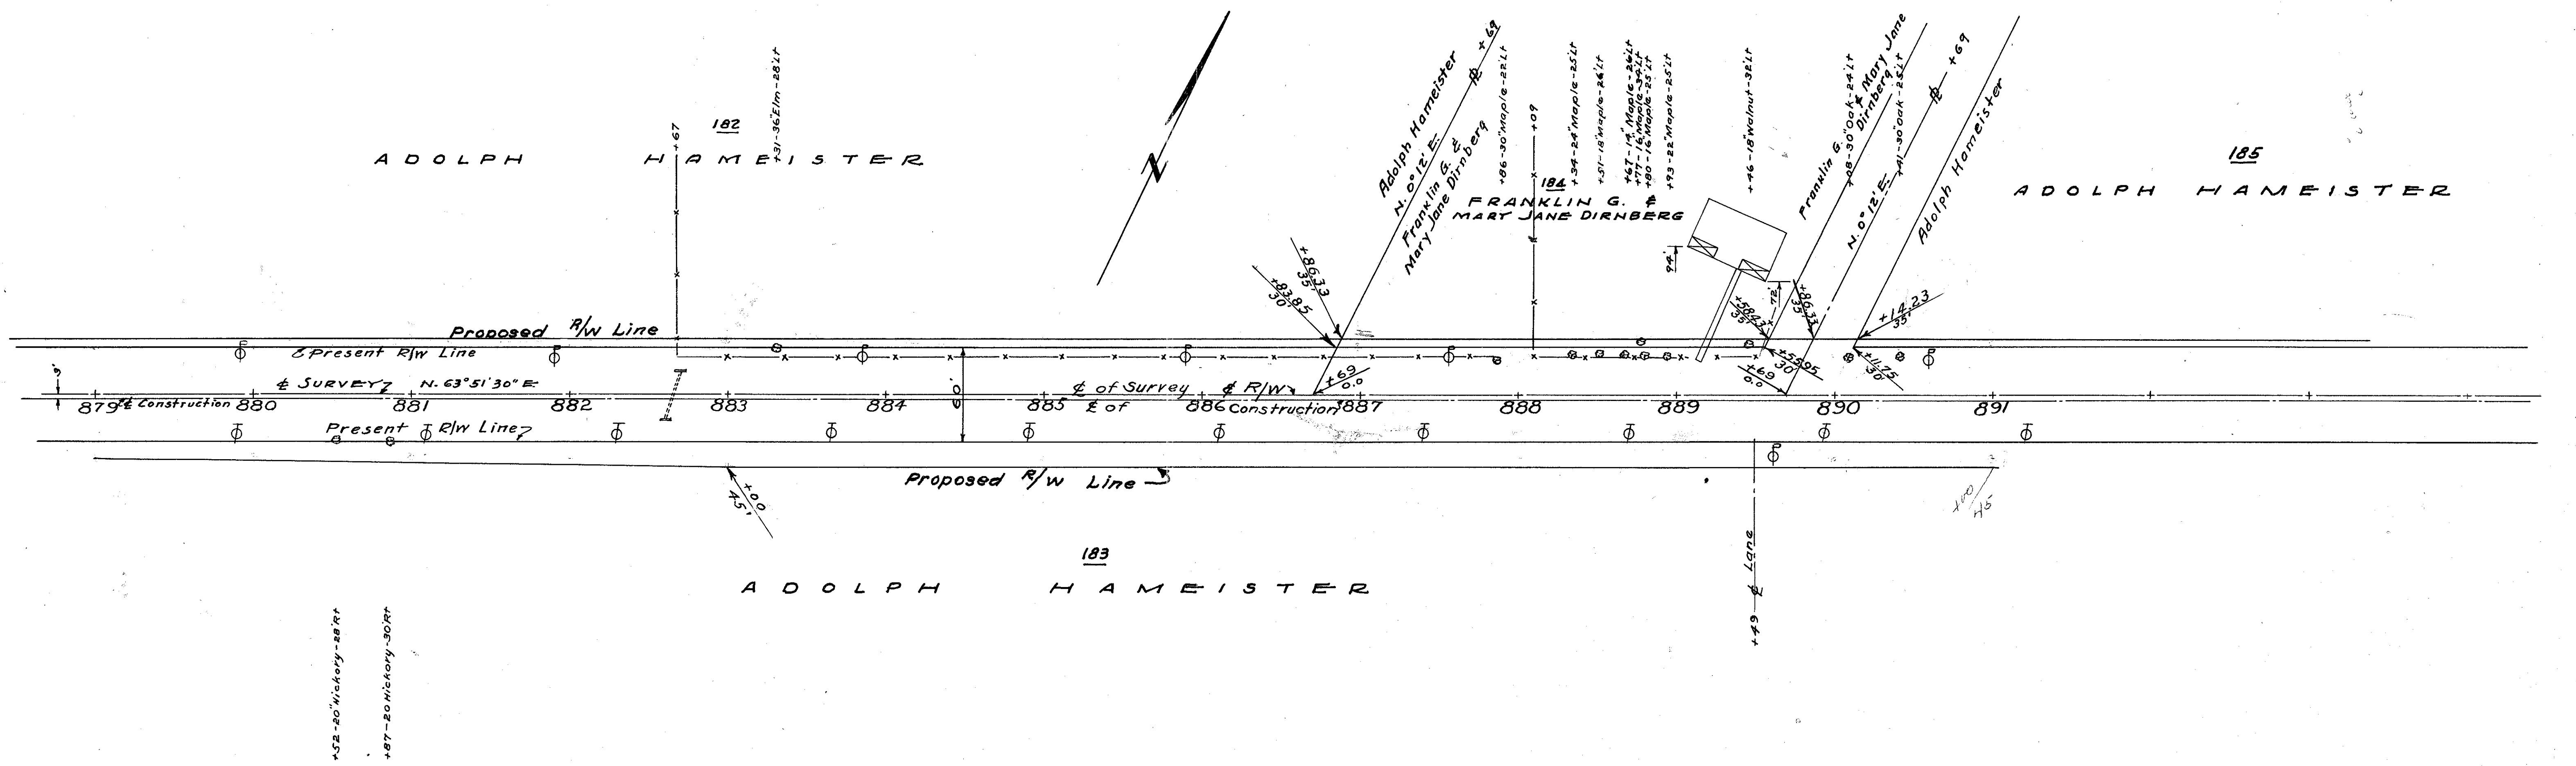 182
ADOLPH HAMEISTER
+67
+31-36"Elm-28'Lt
N
Adolph Hameister
N. 0°12' E.
Franklin G. &
Mary Jane Dirnberg
℄ +69
+86-30"Maple-22'Lt
+09
+34-24"Maple-25'Lt
+51-18"Maple-26'Lt
+67-14"Maple-26'Lt
+77-16"Maple-34'Lt
+80-16"Maple-25'Lt
+93-22"Maple-25'Lt
+46-18"Walnut-32'Lt
184
FRANKLIN G. &
MARY JANE DIRNBERG
Franklin G. & Mary Jane
Dirnberg
+08-30"Oak-24'Lt
+41-30"Oak-25'Lt
N. 0°12' E.
+69
Adolph Hameister
185
ADOLPH HAMEISTER
94'
72'
+86.33
35'
+83.85
30'
+58.43
35'
+86.33
35'
+14.23
35'
+55.95
30'
+11.75
30'
+69
0.0
+69
0.0
Proposed R/W Line
Present R/W Line
3'
℄ SURVEY N. 63°51'30" E
℄ of Survey ℄ R/W
℄ Construction
℄ of Construction
60'
879 880 881 882 883 884 885 886 887 888 889 890 891
Present R/W Line
Proposed R/W Line
+00
45'
+00
45
183
ADOLPH HAMEISTER
+49 ℄ Lane
+52-20"Hickory-28'Rt
+87-20"Hickory-30'Rt